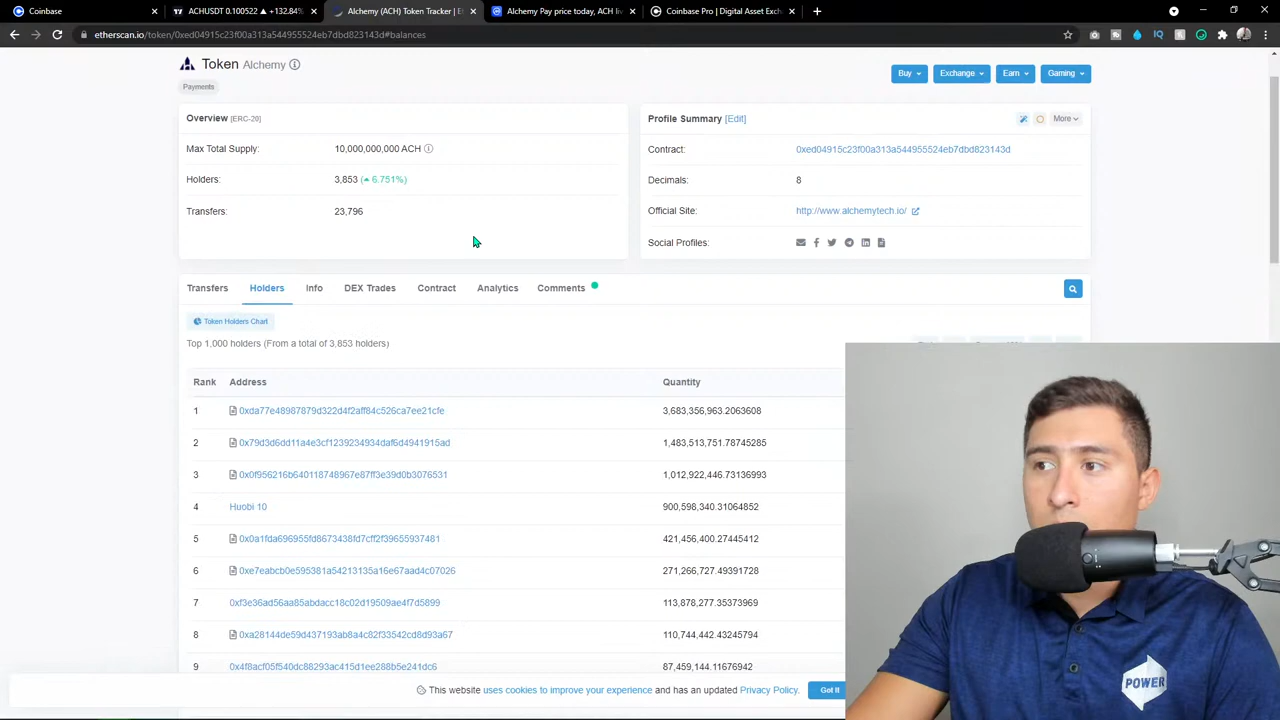 Coinbase
ACHUSDT 0.100522 ▲ +132.84%
Alchemy (ACH) Token Tracker | E
Alchemy Pay price today, ACH liv
Coinbase Pro | Digital Asset Exch
etherscan.io/token/0xed04915c23f00a313a544955524eb7dbd823143d#balances
Token Alchemy
Buy
Exchange
Earn
Gaming
Payments
Overview [ERC-20]
Max Total Supply: 10,000,000,000 ACH
Holders: 3,853 (6.751%)
Transfers: 23,796
Profile Summary [Edit]
More
Contract: 0xed04915c23f00a313a544955524eb7dbd823143d
Decimals: 8
Official Site: http://www.alchemytech.io/
Social Profiles:
Transfers Holders Info DEX Trades Contract Analytics Comments
Token Holders Chart
Top 1,000 holders (From a total of 3,853 holders)
Rank Address Quantity
1 0xda77e48987879d322d4f2aff84c526ca7ee21cfe 3,683,356,963.2063608
2 0x79d3d6dd11a4e3cf1239234934daf6d4941915ad 1,483,513,751.78745285
3 0x0f956216b640118748967e87ff3e39d0b3076531 1,012,922,446.73136993
4 Huobi 10 900,598,340.31064852
5 0x0a1fda696955fd8673438fd7cff2f39655937481 421,456,400.27445412
6 0xe7eabcb0e595381a54213135a16e67aad4c07026 271,266,727.49391728
7 0xf3e36ad56aa85abdacc18c02d19509ae4f7d5899 113,878,277.35373969
8 0xa28144de59d437193ab8a4c82f33542cd8d93a67 110,744,442.43245794
9 0x4f8acf05f540dc88293ac415d1ee288b5e241dc6 87,459,144.11676942
This website uses cookies to improve your experience and has an updated Privacy Policy.
Got It
POWER